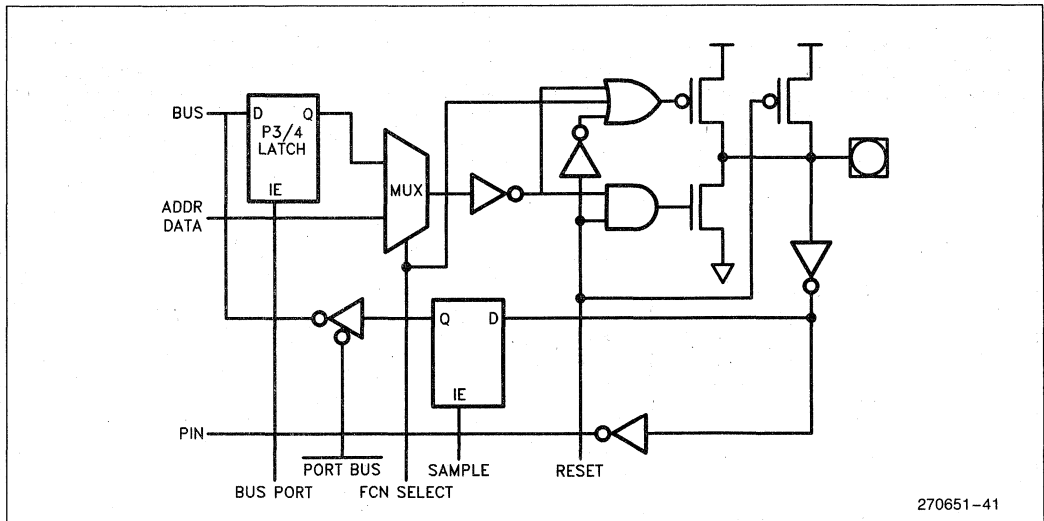 BUS
D Q
P3/4
LATCH
IE
ADDR
DATA
MUX
Q D
IE
PIN
PORT BUS
BUS PORT
FCN SELECT
SAMPLE
RESET
270651-41